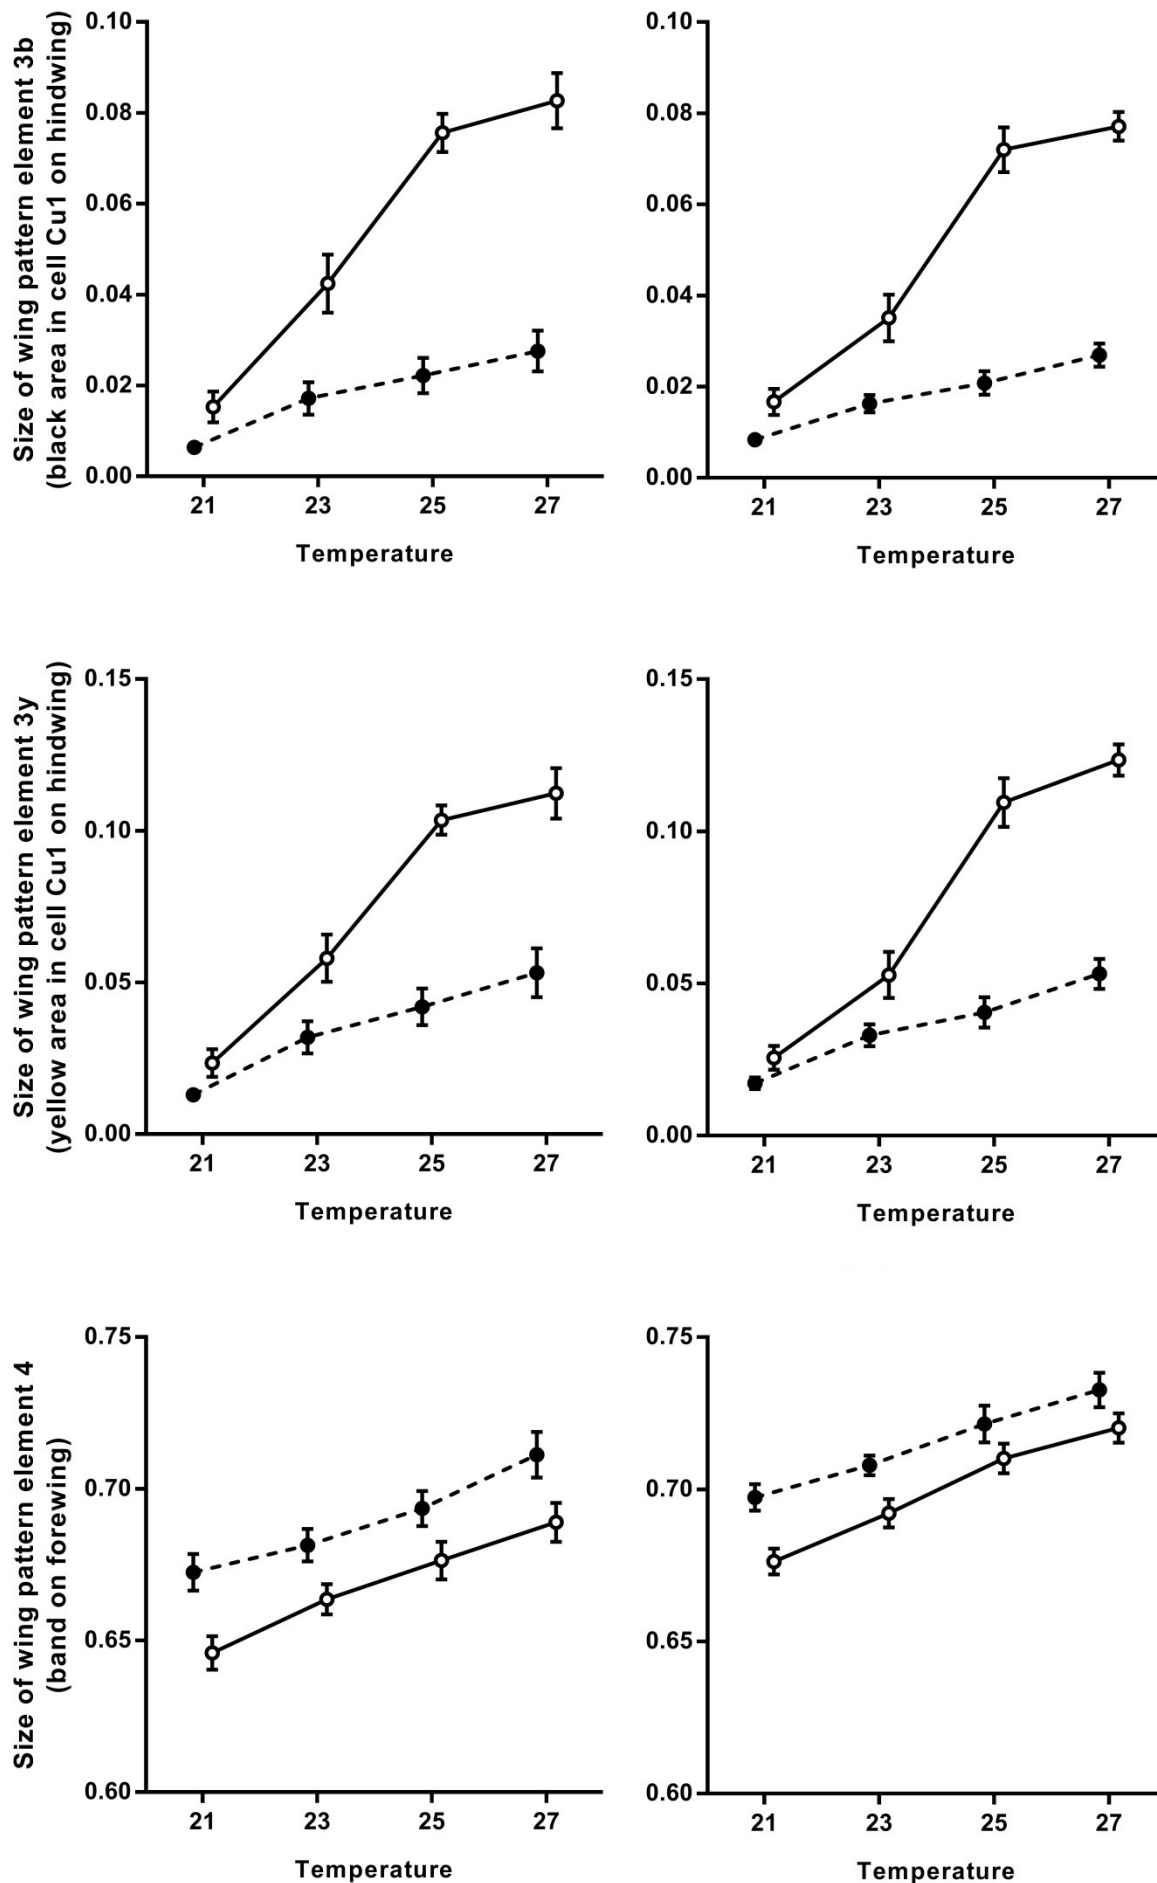 Size of wing pattern element 3b
(black area in cell Cu1 on hindwing)
0.10
0.08
0.06
0.04
0.02
0.00
21 23 25 27
Temperature
0.10
0.08
0.06
0.04
0.02
0.00
21 23 25 27
Temperature
Size of wing pattern element 3y
(yellow area in cell Cu1 on hindwing)
0.15
0.10
0.05
0.00
21 23 25 27
Temperature
0.15
0.10
0.05
0.00
21 23 25 27
Temperature
Size of wing pattern element 4
(band on forewing)
0.75
0.70
0.65
0.60
21 23 25 27
Temperature
0.75
0.70
0.65
0.60
21 23 25 27
Temperature